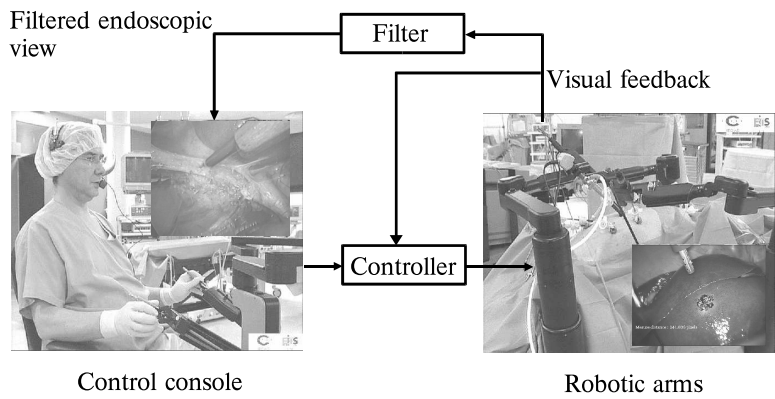 Filtered endoscopic
view
Filter
Visual feedback
Controller
Control console
Robotic arms